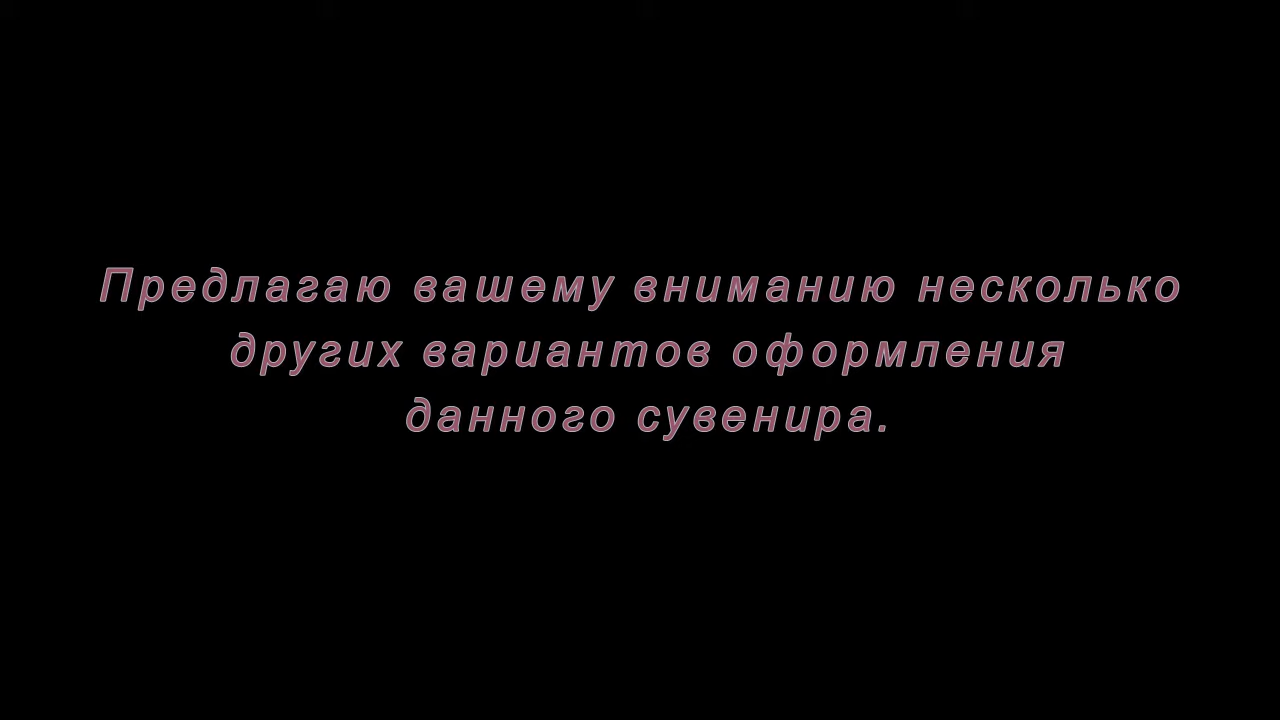 Предлагаю вашему вниманию несколько
других вариантов оформления
данного сувенира.